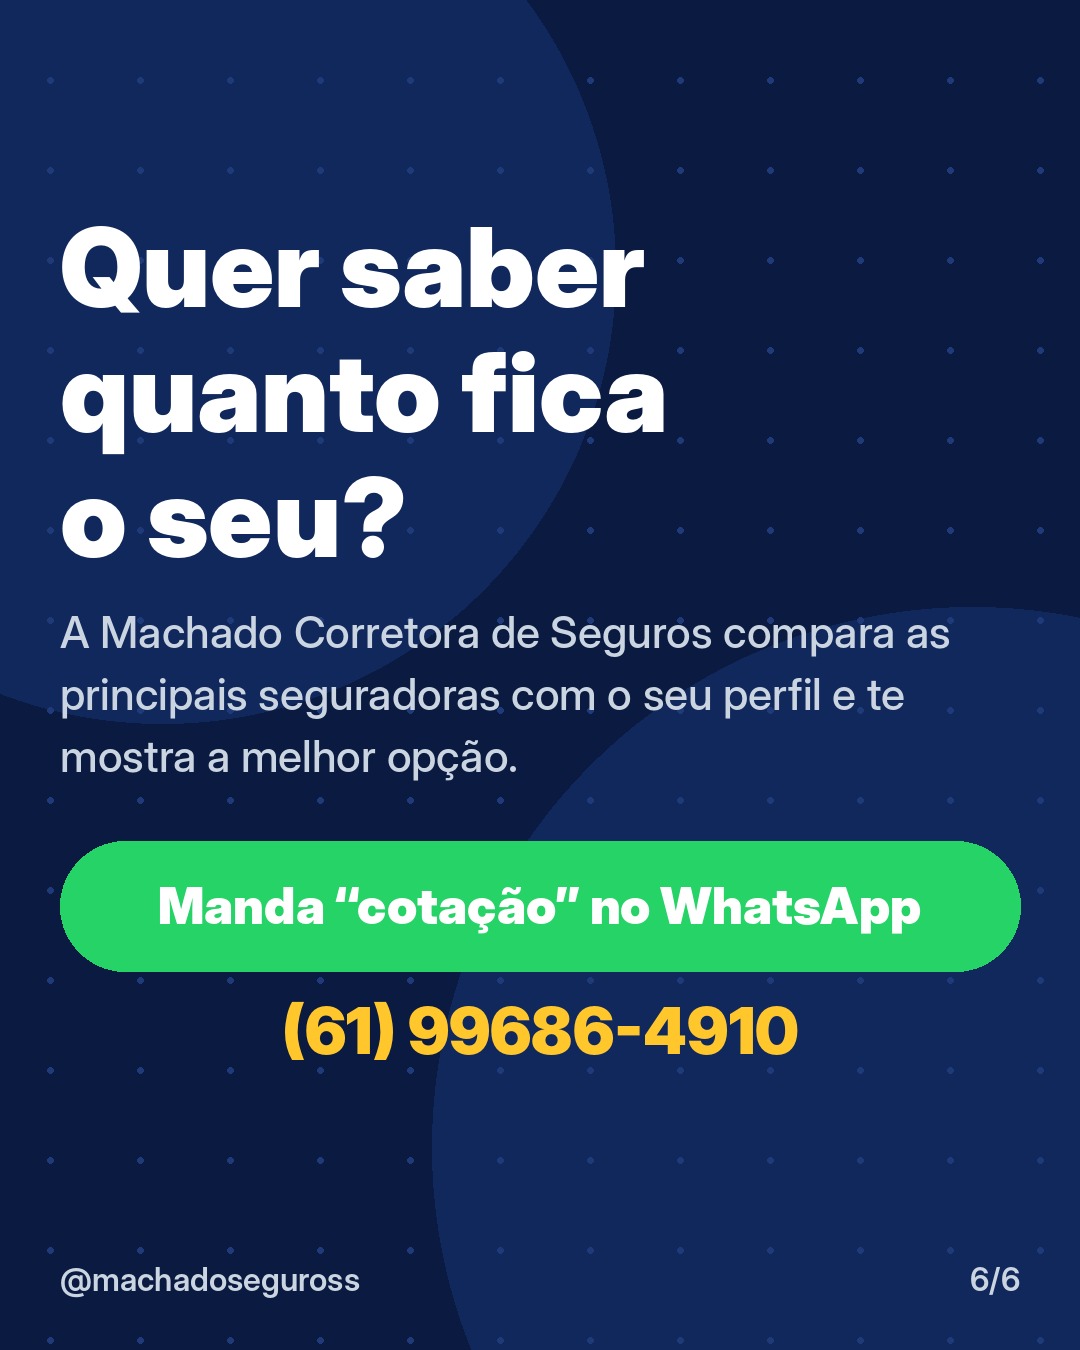 Quer saber
quanto fica
o seu?
A Machado Corretora de Seguros compara as
principais seguradoras com o seu perfil e te
mostra a melhor opção.
Manda “cotação” no WhatsApp
(61) 99686-4910
@machadoseguross
6/6